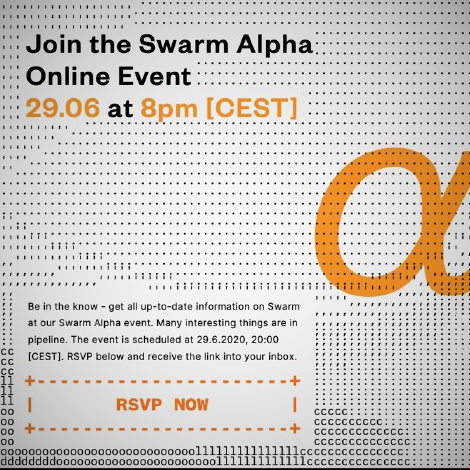 Join the Swarm Alpha
Online Event
29.06 at 8pm [CEST]
α
Be in the know - get all up-to-date information on Swarm
at our Swarm Alpha event. Many interesting things are in
pipeline. The event is scheduled at 29.6.2020, 20:00
[CEST]. RSVP below and receive the link into your inbox.
RSVP NOW